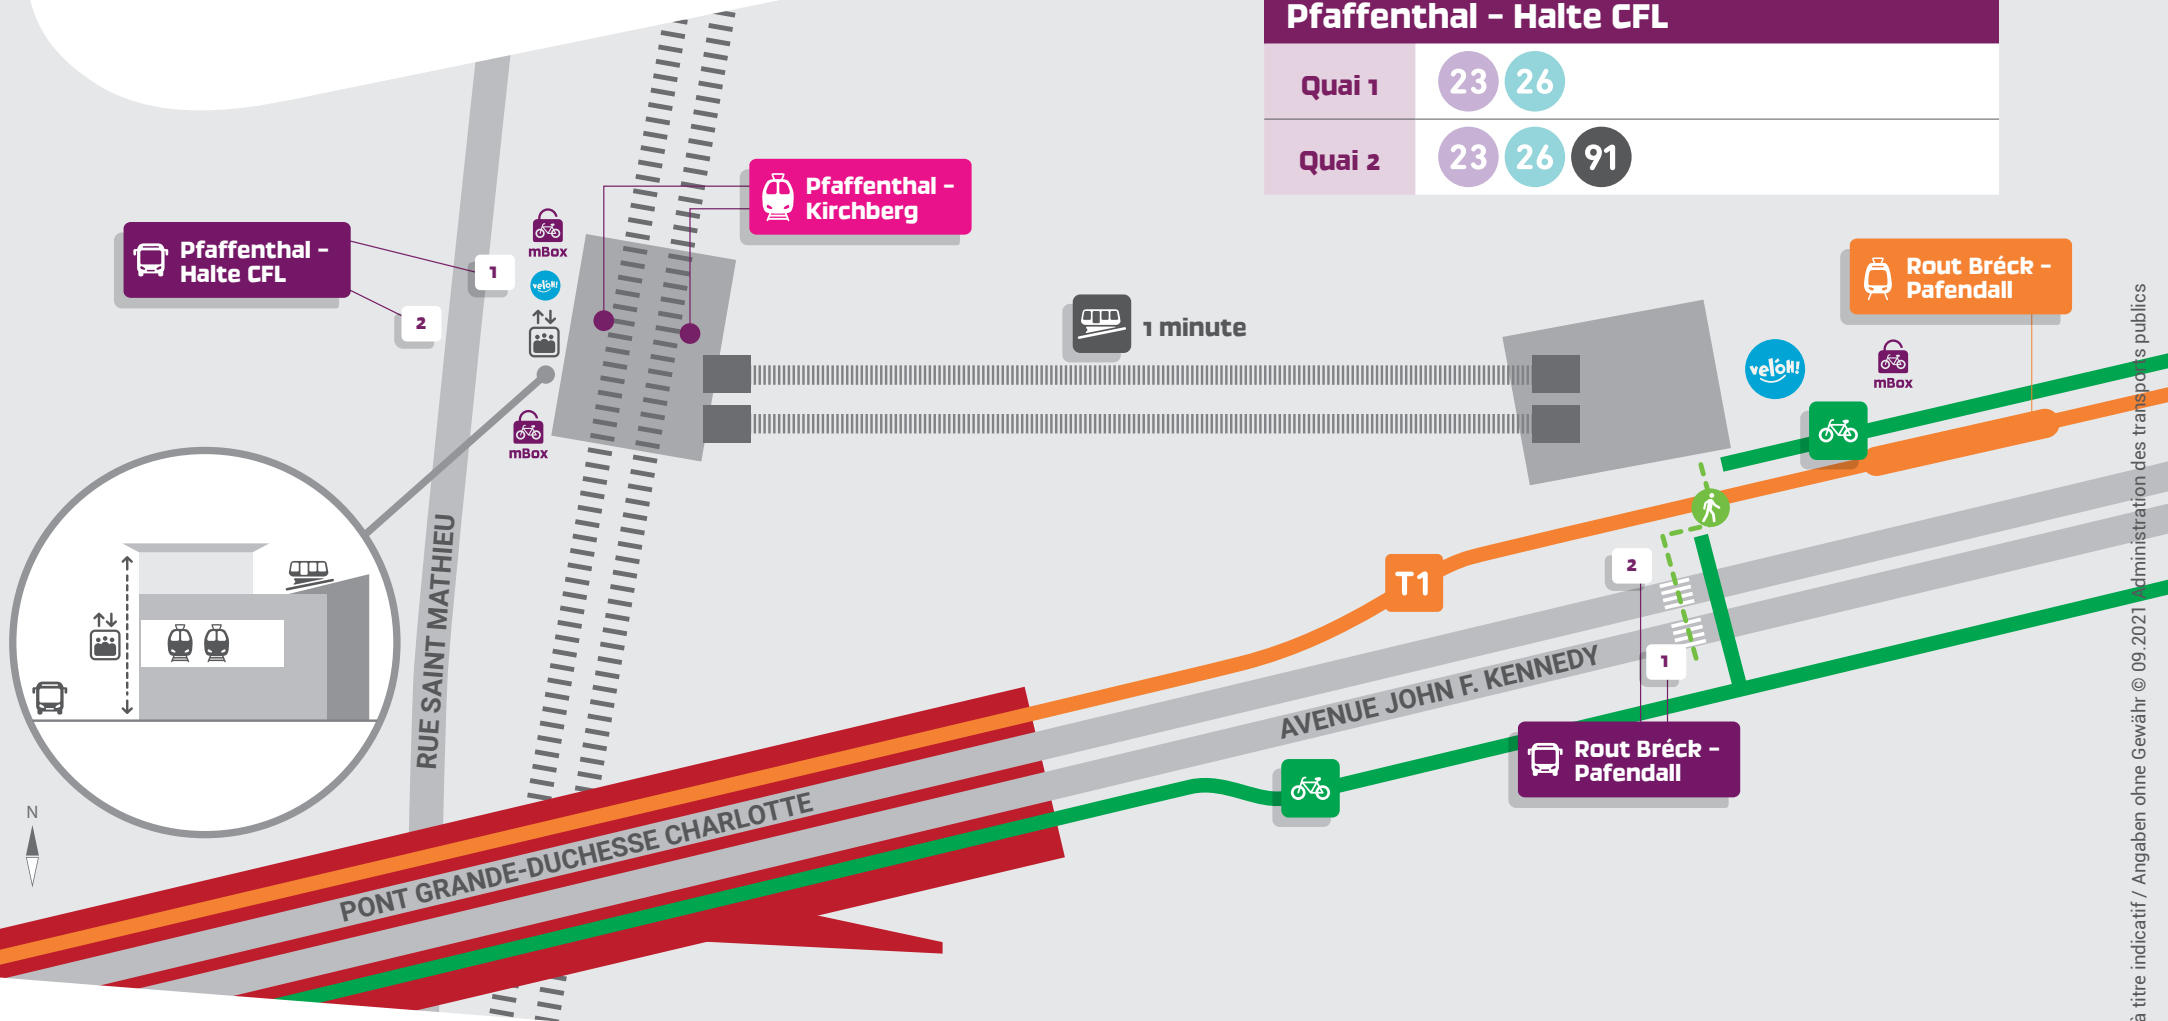 Pfaffenthal – Halte CFL
Quai 1
23
26
Quai 2
23
26
91
Pfaffenthal –
Kirchberg
Pfaffenthal –
Halte CFL
1
2
mBox
vel'OH!
mBox
1 minute
Rout Bréck –
Pafendall
vel'OH!
mBox
T1
2
1
Rout Bréck –
Pafendall
RUE SAINT MATHIEU
AVENUE JOHN F. KENNEDY
PONT GRANDE-DUCHESSE CHARLOTTE
N
à titre indicatif / Angaben ohne Gewähr © 09.2021 Administration des transports publics